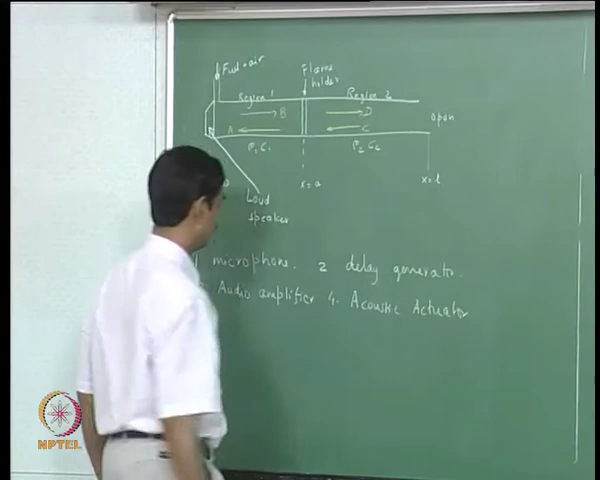 Fuel + air
Flame
holder
Region 1
Region 2
B
D
open
A
C
ρ₁ c₁
ρ₂ c₂
x = a
x = l
Loud
speaker
1 microphone. 2 delay generator.
Audio amplifier 4. Acoustic Actuator
NPTEL